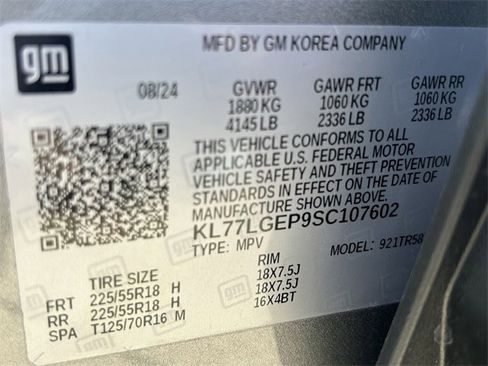 gm
MFD BY GM KOREA COMPANY
08/24 GVWR GAWR FRT GAWR RR
1880 KG 1060 KG 1060 KG
4145 LB 2336 LB 2336 LB
THIS VEHICLE CONFORMS TO ALL
APPLICABLE U.S. FEDERAL MOTOR
VEHICLE SAFETY AND THEFT PREVENTION
STANDARDS IN EFFECT ON THE DATE OF
MANUFACTURE SHOWN ABOVE.
KL77LGEP9SC107602
TYPE: MPV MODEL: 921TR58
TIRE SIZE RIM
FRT 225/55R18 H 18X7.5J
RR 225/55R18 H 18X7.5J
SPA T125/70R16 M 16X4BT